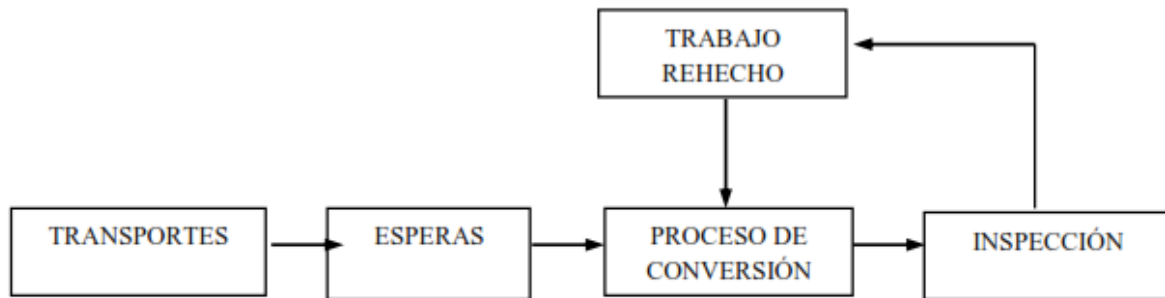 TRABAJO
REHECHO
TRANSPORTES
ESPERAS
PROCESO DE
CONVERSIÓN
INSPECCIÓN